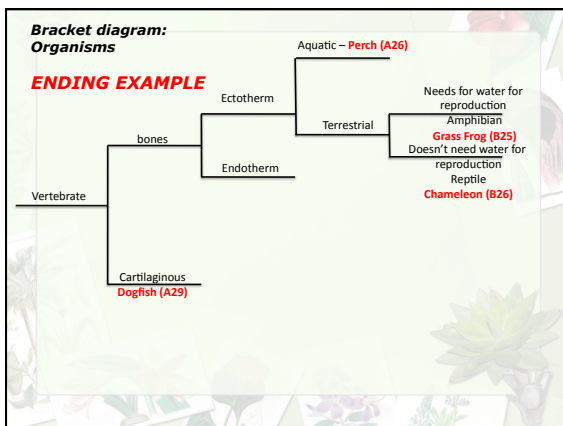 Bracket diagram:
Organisms
ENDING EXAMPLE
Aquatic – Perch (A26)
Ectotherm
Needs for water for
reproduction
Amphibian
Grass Frog (B25)
Terrestrial
Doesn't need water for
reproduction
Reptile
Chameleon (B26)
bones
Endotherm
Vertebrate
Cartilaginous
Dogfish (A29)